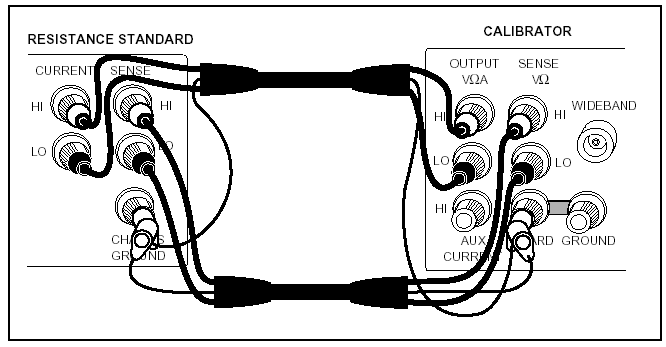 RESISTANCE STANDARD
CURRENT SENSE
HI HI
LO
GROUND
CALIBRATOR
OUTPUT
VΩA
SENSE
VΩ
WIDEBAND
HI HI
LO LO
HI
AUX
GROUND